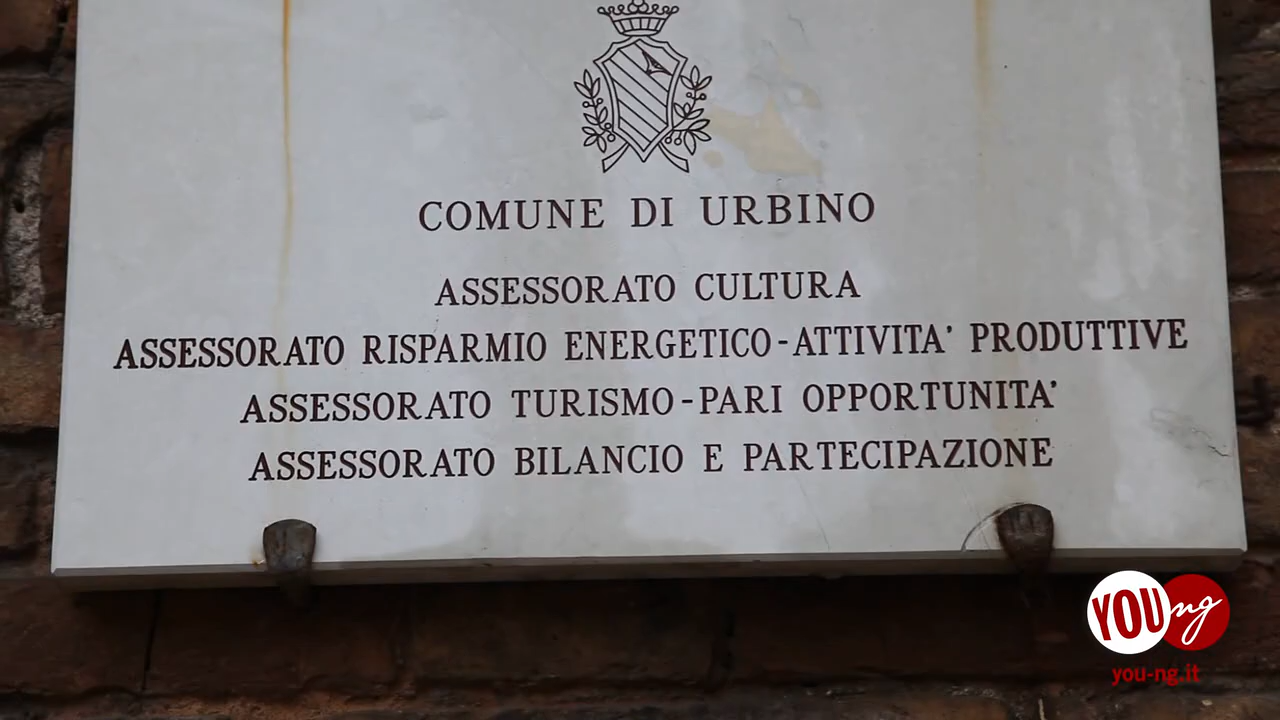 COMUNE DI URBINO
ASSESSORATO CULTURA
ASSESSORATO RISPARMIO ENERGETICO-ATTIVITA' PRODUTTIVE
ASSESSORATO TURISMO-PARI OPPORTUNITA'
ASSESSORATO BILANCIO E PARTECIPAZIONE
YOUng
you-ng.it